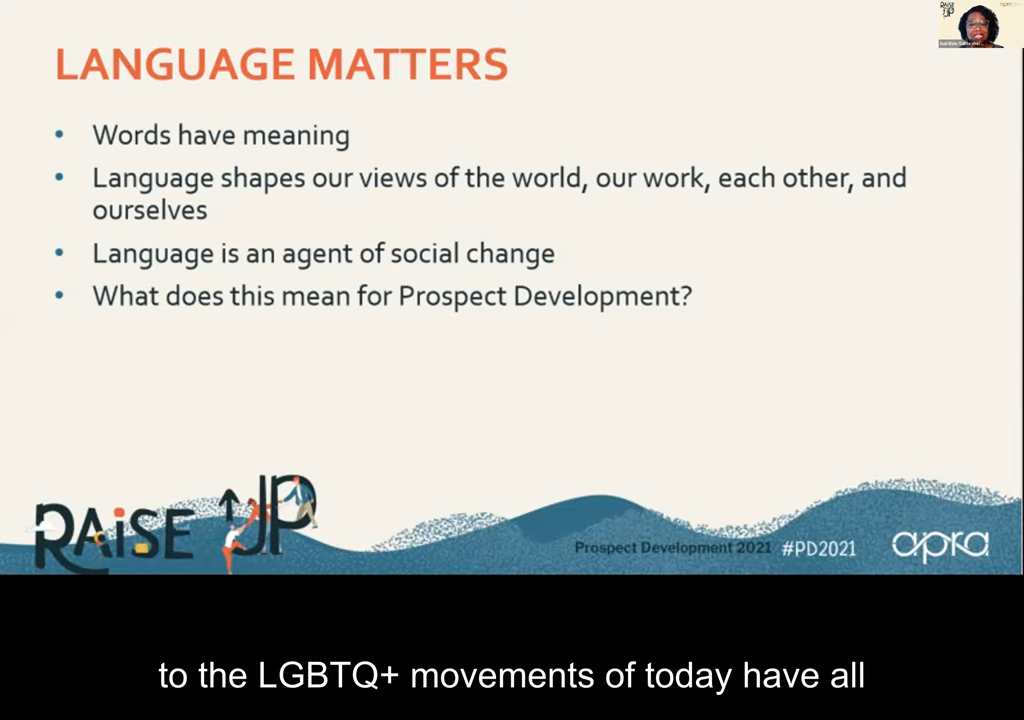 RAISE
UP
LANGUAGE MATTERS
• Words have meaning
• Language shapes our views of the world, our work, each other, and
ourselves
• Language is an agent of social change
• What does this mean for Prospect Development?
RAISE UP
Prospect Development 2021 #PD2021 apra
to the LGBTQ+ movements of today have all